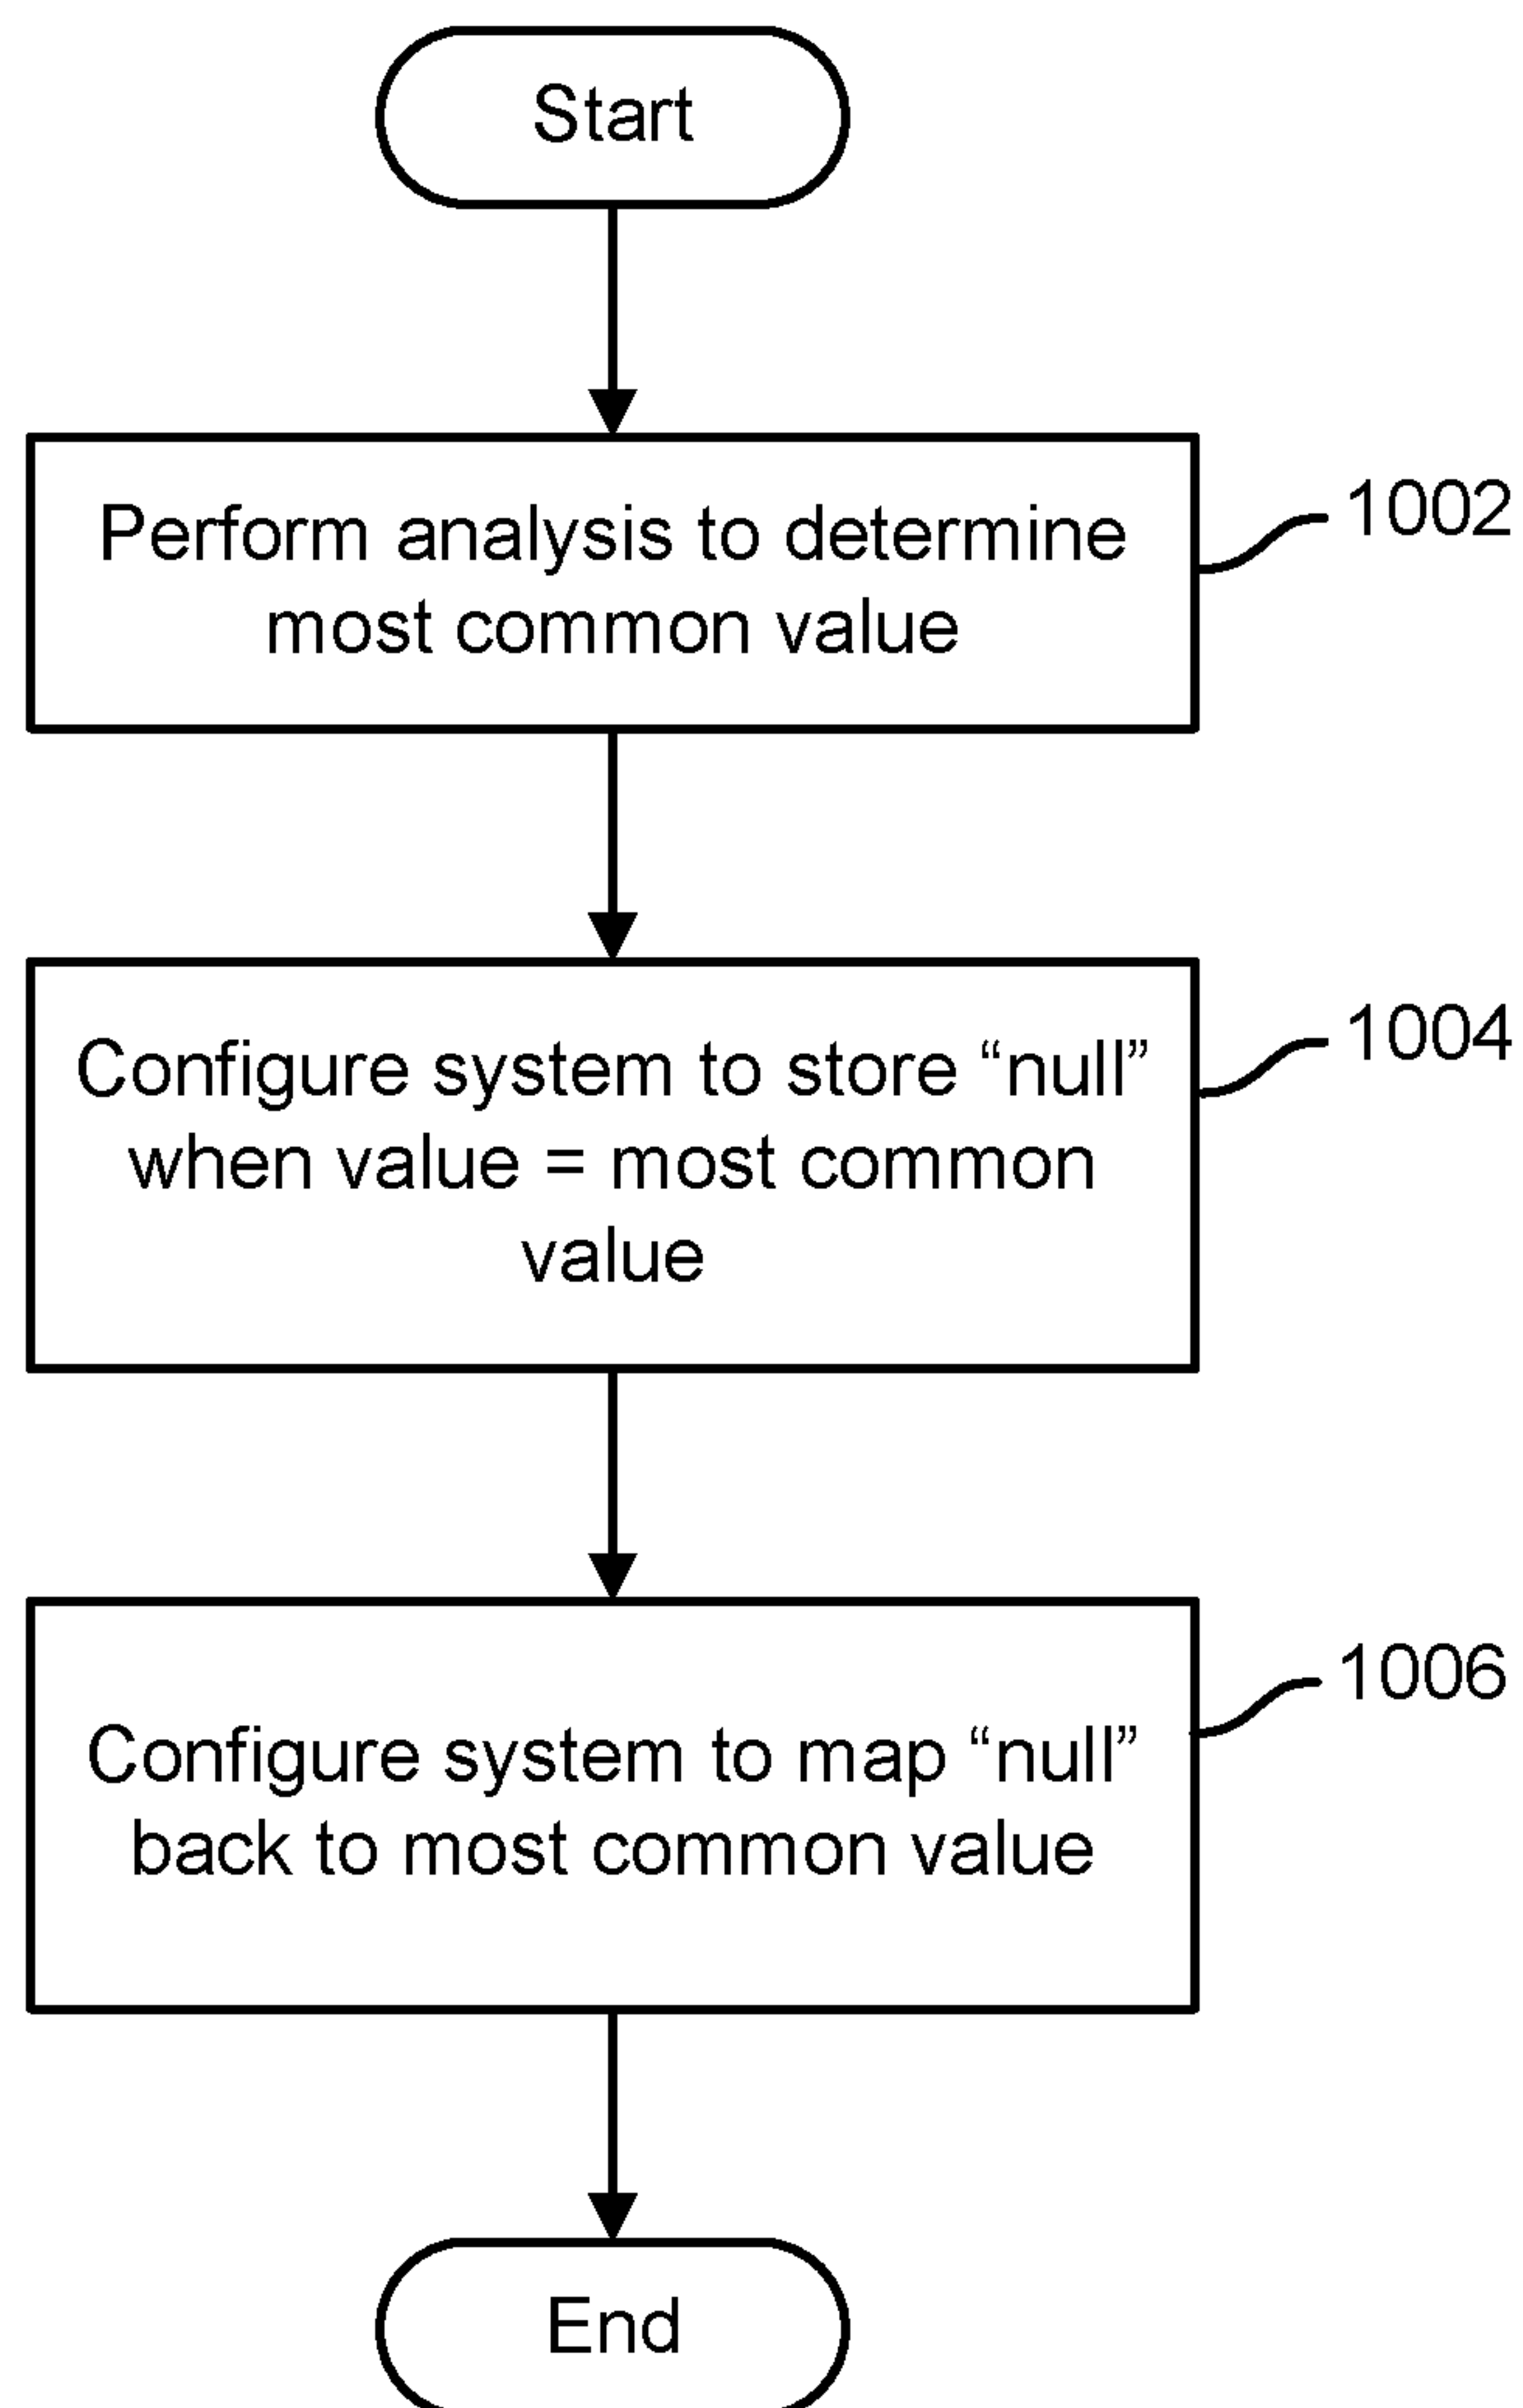 Start
Perform analysis to determine
most common value
1002
Configure system to store “null”
when value = most common
value
1004
Configure system to map “null”
back to most common value
1006
End